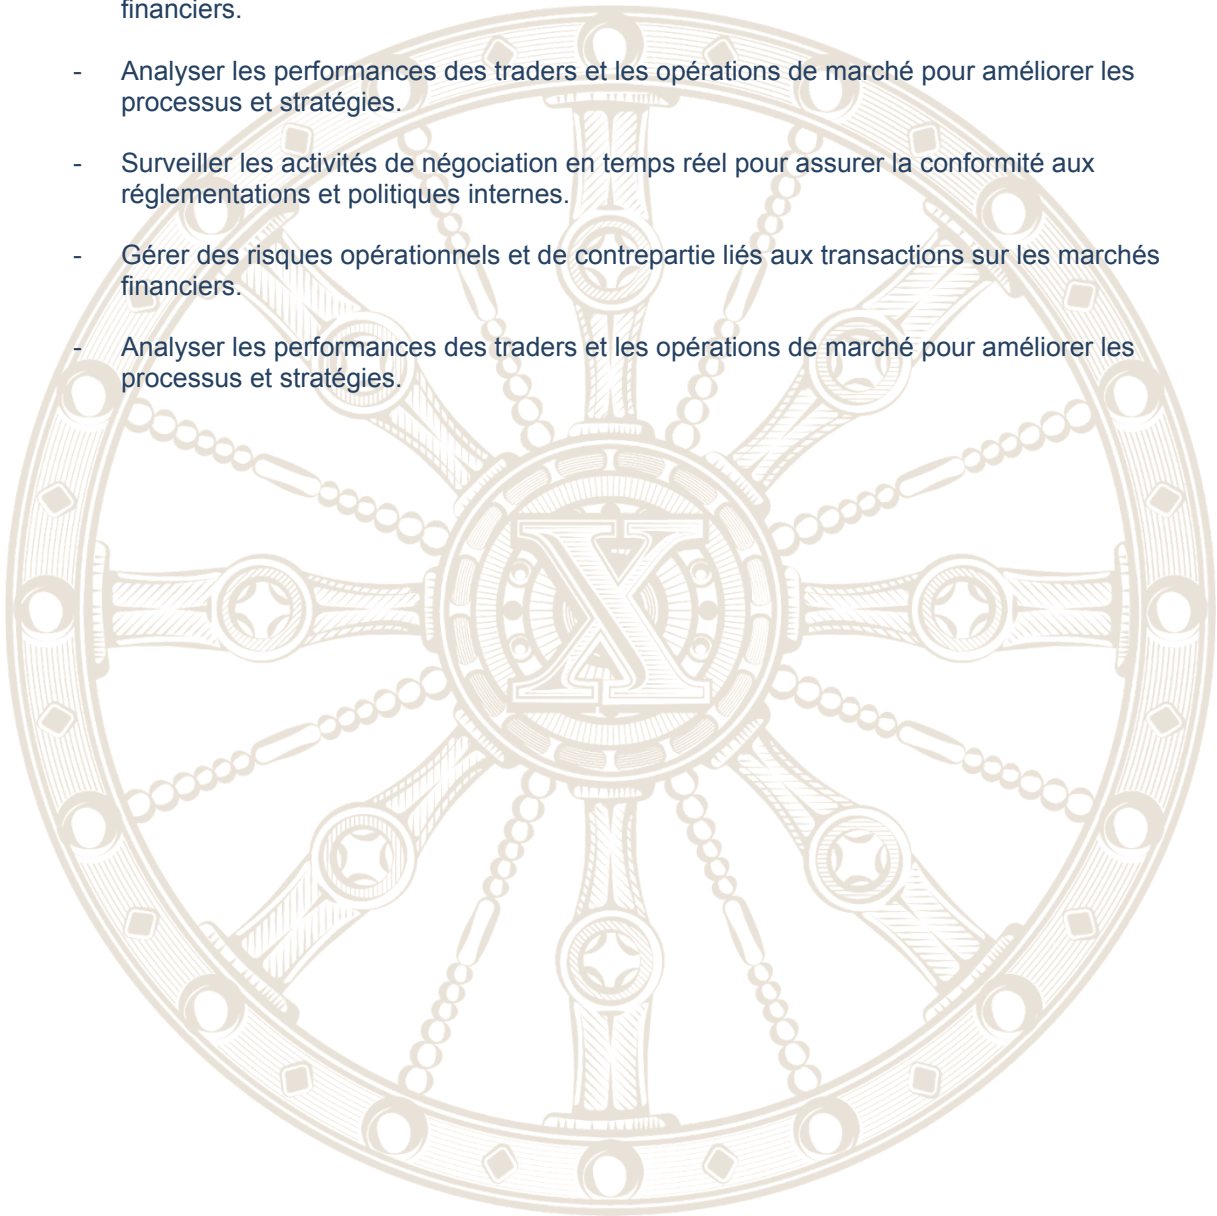 financiers.
- Analyser les performances des traders et les opérations de marché pour améliorer les
processus et stratégies.
- Surveiller les activités de négociation en temps réel pour assurer la conformité aux
réglementations et politiques internes.
- Gérer des risques opérationnels et de contrepartie liés aux transactions sur les marchés
financiers.
- Analyser les performances des traders et les opérations de marché pour améliorer les
processus et stratégies.
X